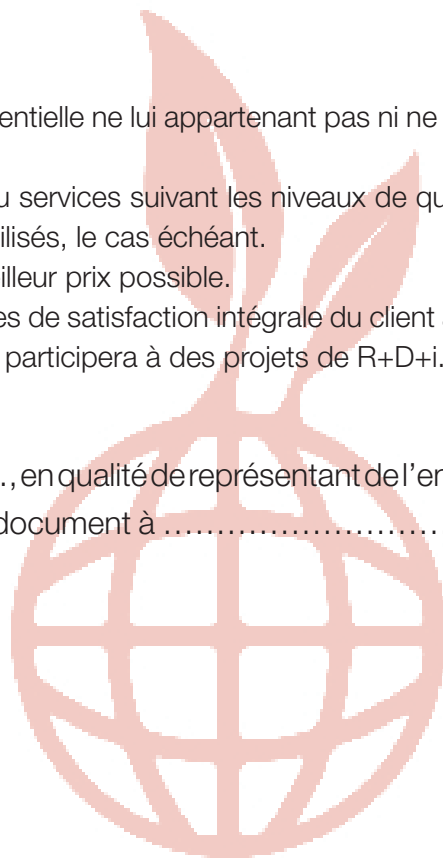 entielle ne lui appartenant pas ni ne
u services suivant les niveaux de qu
ilisés, le cas échéant.
illeur prix possible.
es de satisfaction intégrale du client
participera à des projets de R+D+i.
., en qualité de représentant de l'en
document à ............................